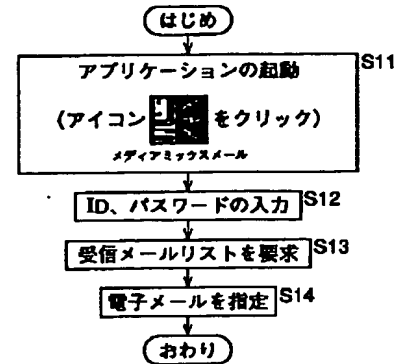 はじめ
アプリケーションの起動
S11
(アイコン
をクリック)
メディアミックスメール
ID、パスワードの入力
S12
受信メールリストを要求
S13
電子メールを指定
S14
おわり